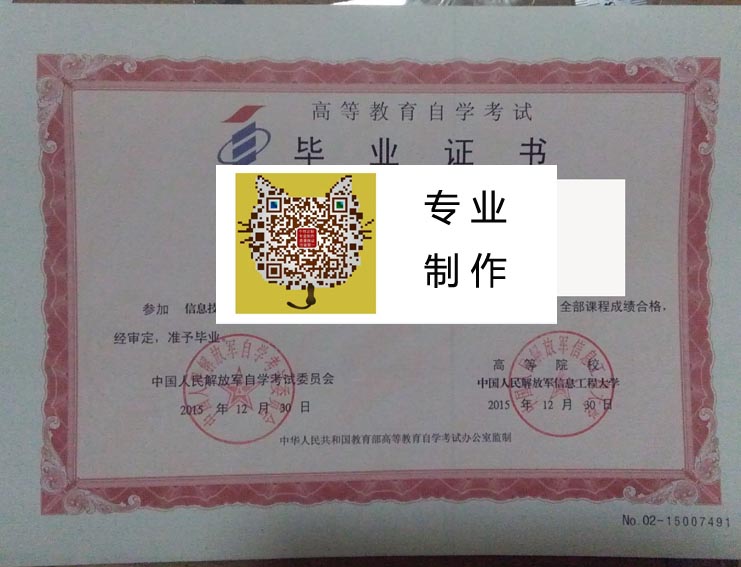 高等教育自学考试
毕业证书
专业
制作
参加 信息技
全部课程成绩合格,
经审定,准予毕业。
高等院校
中国人民解放军自学考试委员会
中国人民解放军信息工程大学
2015 年 12 月 30 日
2015 年 12 月 30 日
中华人民共和国教育部高等教育自学考试办公室监制
No.02-15007491